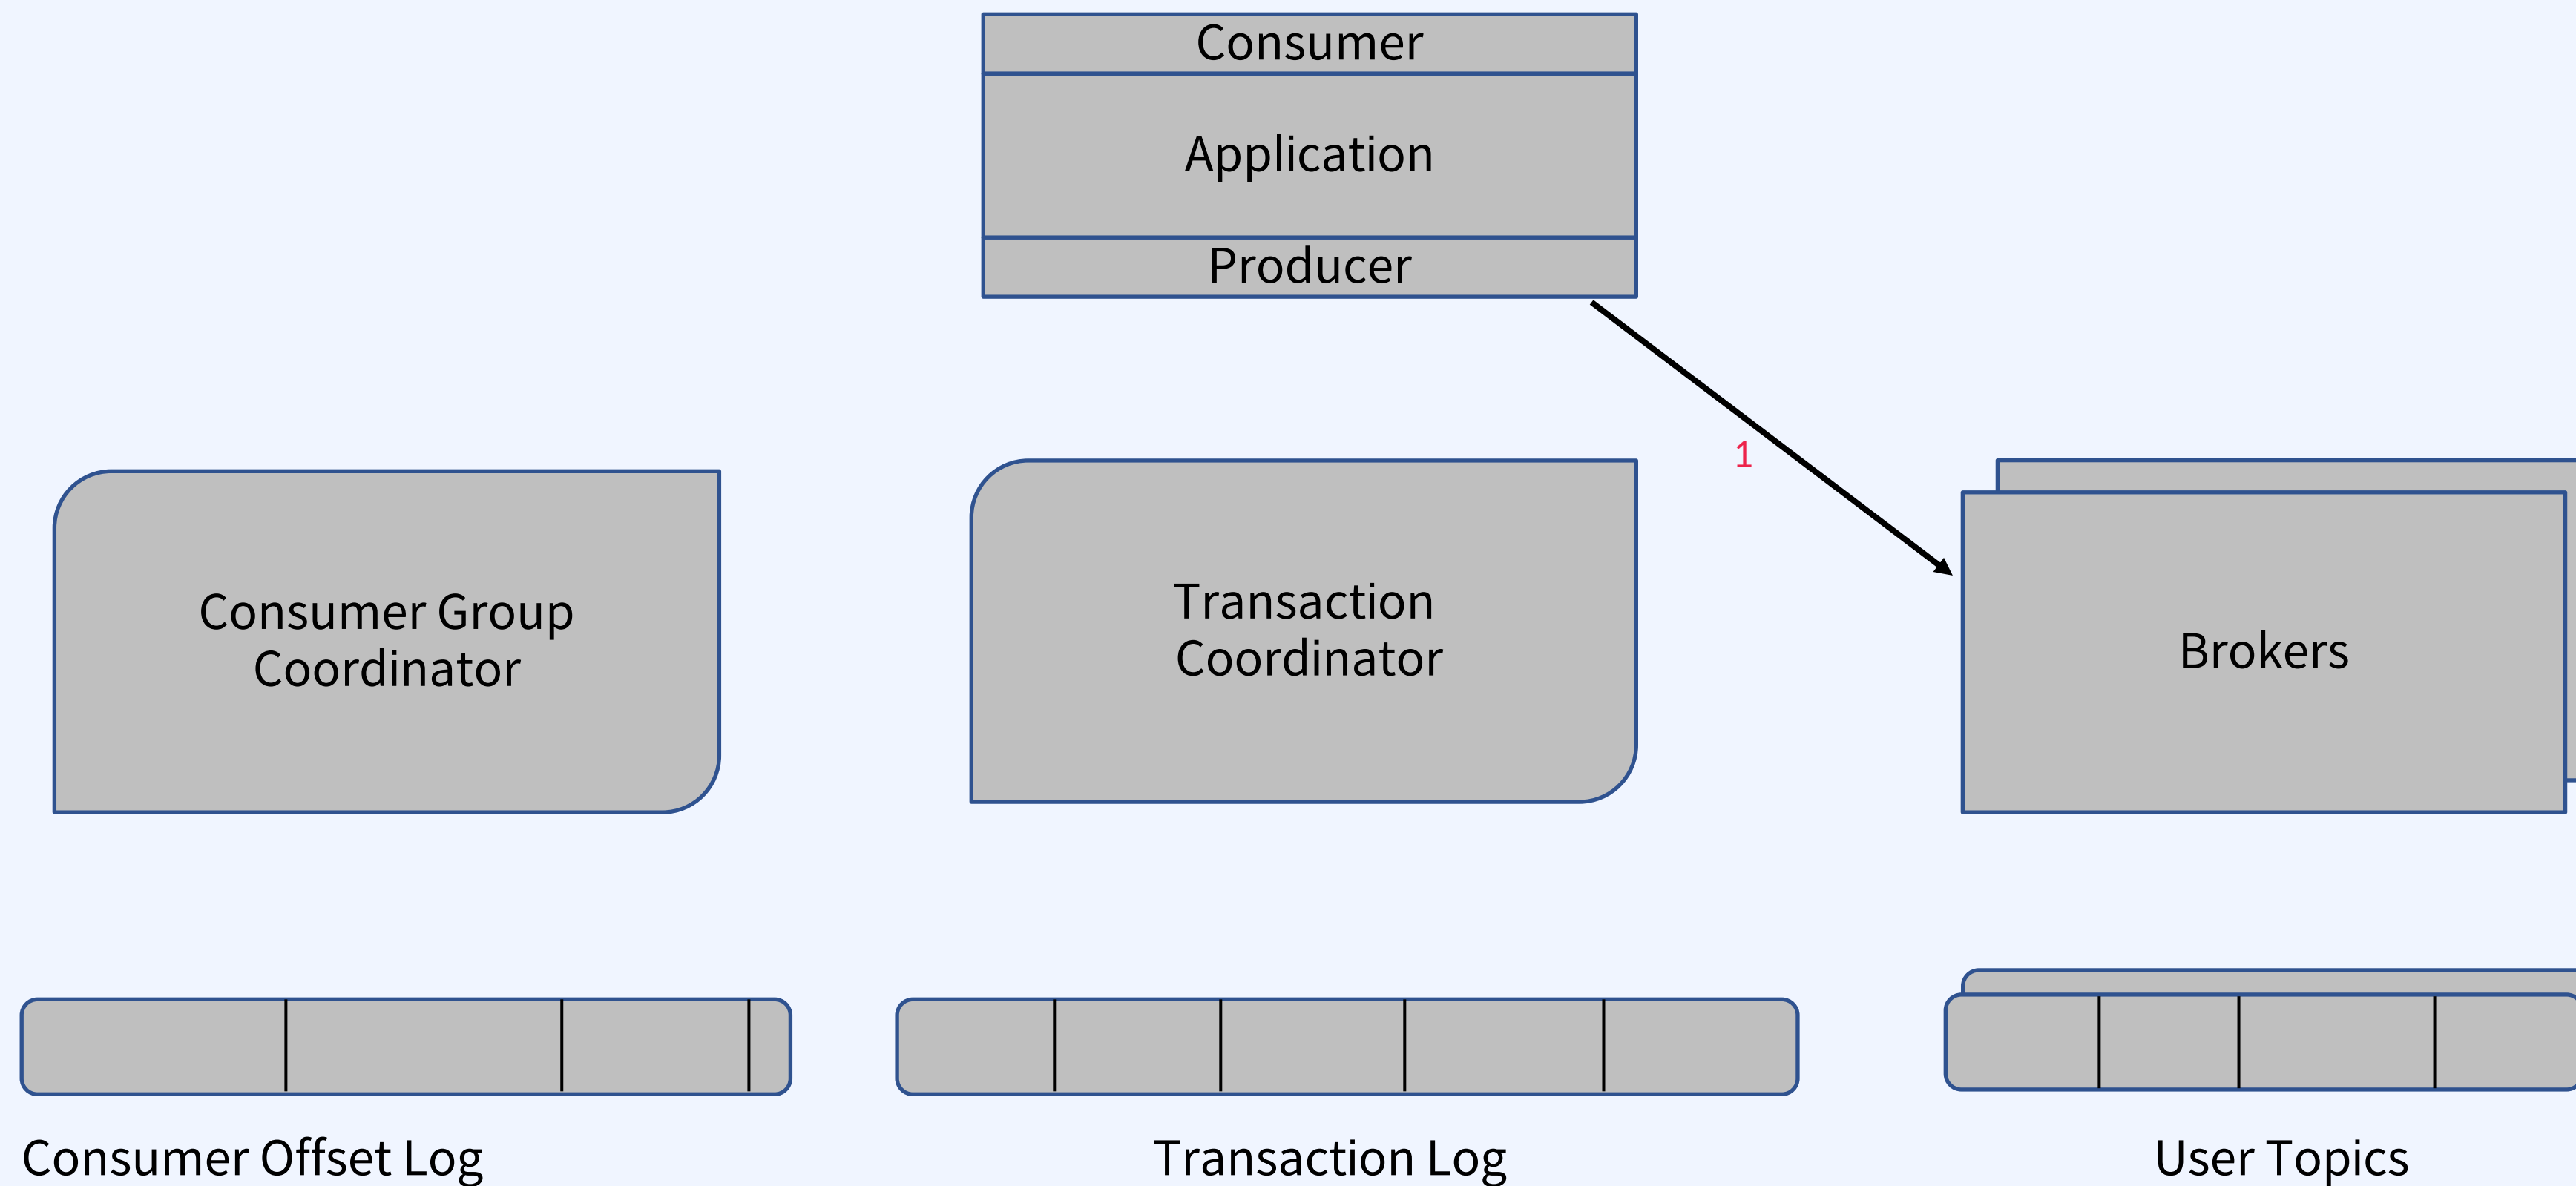 Consumer
Application
Producer
1
Consumer Group
Coordinator
Transaction
Coordinator
Brokers
Consumer Offset Log
Transaction Log
User Topics